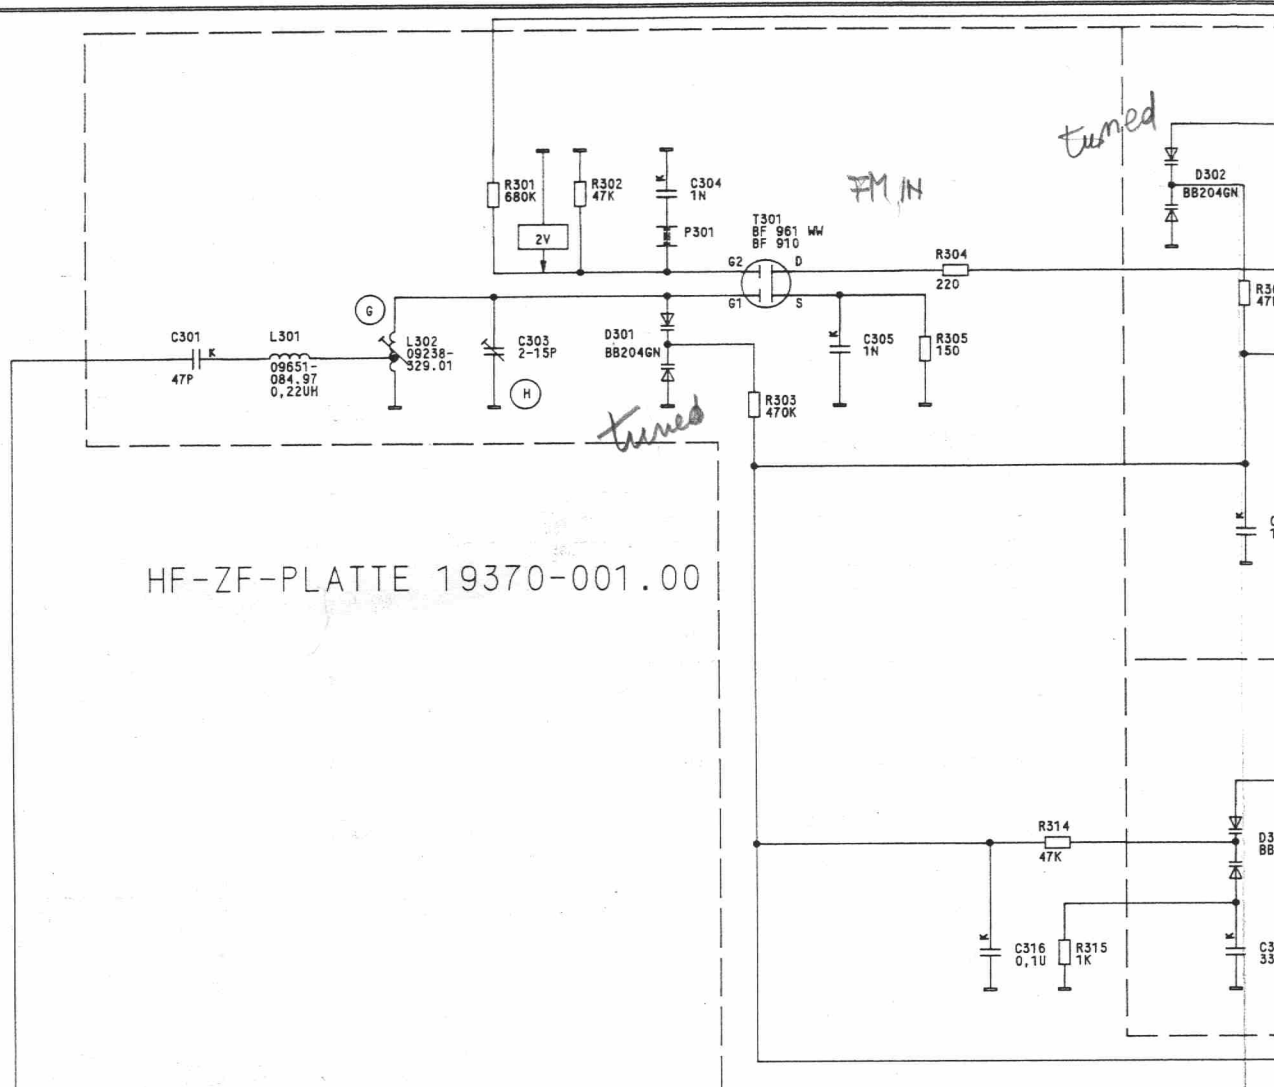 tuned
D302
BB204GN
R301
680K
R302
47K
K
C304
1N
P301
2V
FM IN
T301
BF 961 WW
BF 910
G2
D
G1
S
R304
220
G
C301
K
47P
L301
09651-
084.97
0,22UH
L302
09238-
529.01
C303
2-15P
H
D301
BB204GN
K
C305
1N
R305
150
R303
470K
tuned
K
HF-ZF-PLATTE 19370-001.00
R314
47K
K
C316
0,1U
R315
1K
K